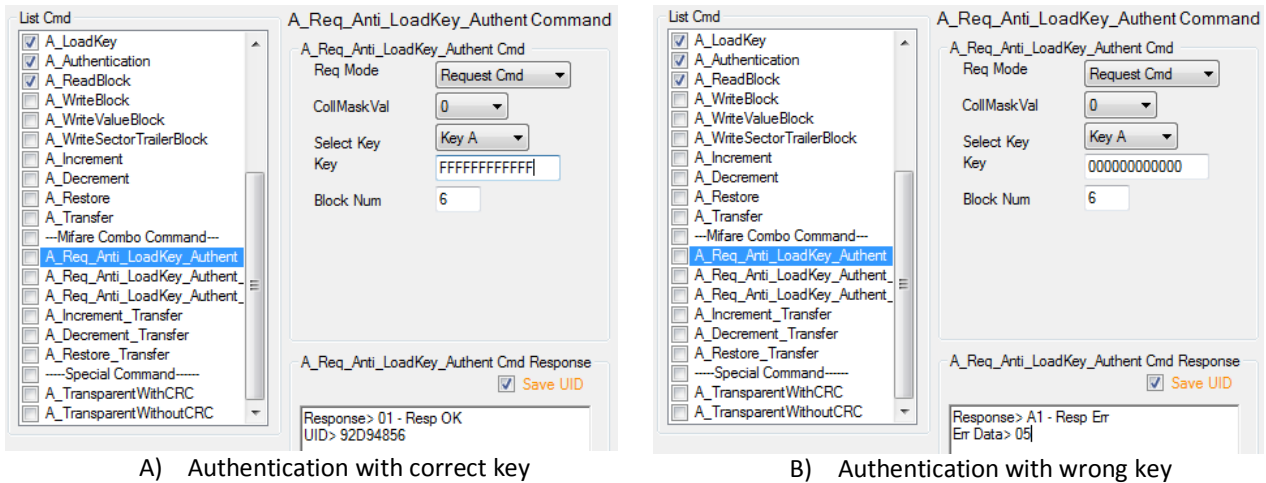 List Cmd
A_LoadKey
A_Authentication
A_ReadBlock
A_WriteBlock
A_WriteValueBlock
A_WriteSectorTrailerBlock
A_Increment
A_Decrement
A_Restore
A_Transfer
---Mifare Combo Command---
A_Req_Anti_LoadKey_Authent
A_Req_Anti_LoadKey_Authent_
A_Req_Anti_LoadKey_Authent_
A_Increment_Transfer
A_Decrement_Transfer
A_Restore_Transfer
-----Special Command------
A_TransparentWithCRC
A_TransparentWithoutCRC
A_Req_Anti_LoadKey_Authent Command
A_Req_Anti_LoadKey_Authent Cmd
Req Mode Request Cmd
CollMaskVal 0
Select Key Key A
Key FFFFFFFFFFFF
Block Num 6
A_Req_Anti_LoadKey_Authent Cmd Response
Save UID
Response> 01 - Resp OK
UID> 92D94856
A) Authentication with correct key
List Cmd
A_LoadKey
A_Authentication
A_ReadBlock
A_WriteBlock
A_WriteValueBlock
A_WriteSectorTrailerBlock
A_Increment
A_Decrement
A_Restore
A_Transfer
---Mifare Combo Command---
A_Req_Anti_LoadKey_Authent
A_Req_Anti_LoadKey_Authent_
A_Req_Anti_LoadKey_Authent_
A_Increment_Transfer
A_Decrement_Transfer
A_Restore_Transfer
-----Special Command------
A_TransparentWithCRC
A_TransparentWithoutCRC
A_Req_Anti_LoadKey_Authent Command
A_Req_Anti_LoadKey_Authent Cmd
Req Mode Request Cmd
CollMaskVal 0
Select Key Key A
Key 000000000000
Block Num 6
A_Req_Anti_LoadKey_Authent Cmd Response
Save UID
Response> A1 - Resp Err
Err Data> 05
B) Authentication with wrong key